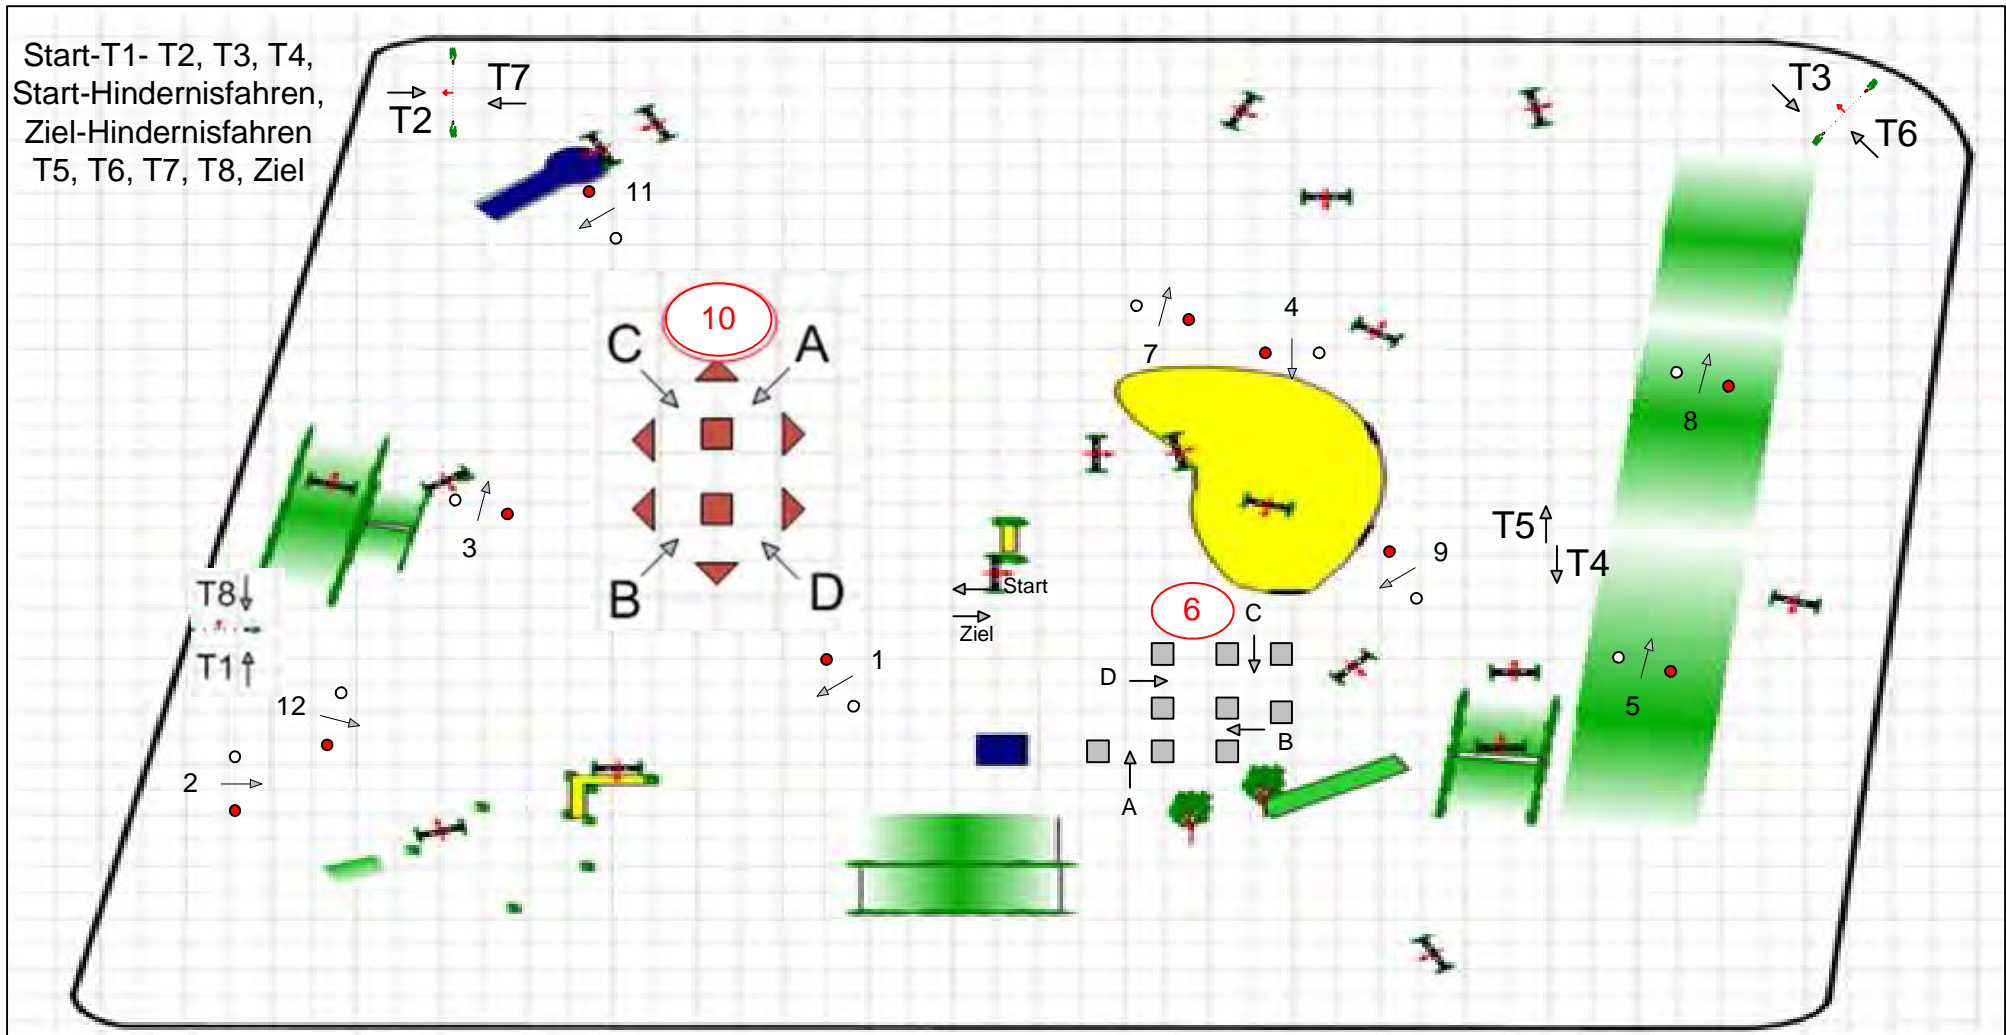 Start-T1- T2, T3, T4,
Start-Hindernisfahren,
Ziel-Hindernisfahren
T5, T6, T7, T8, Ziel
T7
T2
T3
T6
11
10
C
A
4
7
8
3
B
D
T5
T4
9
Start
Ziel
6
C
T8
T1
1
D
12
5
B
2
A